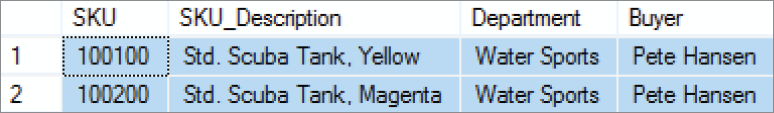 SKU SKU_Description Department Buyer
1 100100 Std. Scuba Tank, Yellow Water Sports Pete Hansen
2 100200 Std. Scuba Tank, Magenta Water Sports Pete Hansen